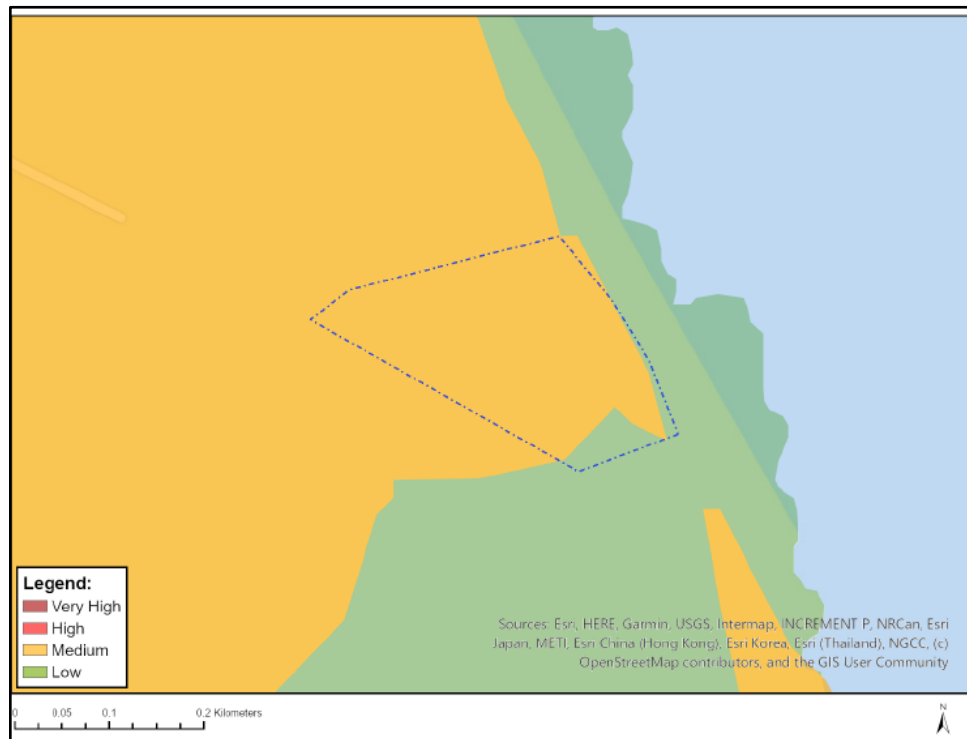 Legend:
Very High
High
Medium
Low
Sources: Esri, HERE, Garmin, USGS, Intermap, INCREMENT P, NRCan, Esri
Japan, METI, Esri China (Hong Kong), Esri Korea, Esri (Thailand), NGCC, (c)
OpenStreetMap contributors, and the GIS User Community
0 0.05 0.1 0.2 Kilometers
N